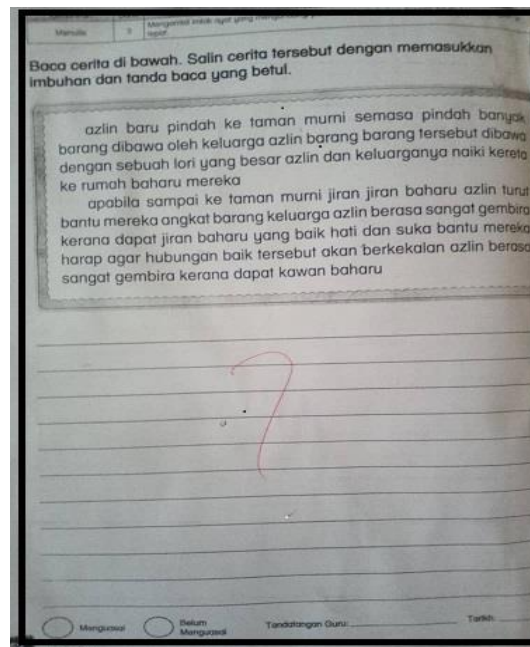 Menulis 3
Baca cerita di bawah. Salin cerita tersebut dengan memasukkan
imbuhan dan tanda baca yang betul.
azlin baru pindah ke taman murni semasa pindah banyak
barang dibawa oleh keluarga azlin barang barang tersebut dibawa
dengan sebuah lori yang besar azlin dan keluarganya naiki kereta
ke rumah baharu mereka
apabila sampai ke taman murni jiran jiran baharu azlin turut
bantu mereka angkat barang keluarga azlin berasa sangat gembira
kerana dapat jiran baharu yang baik hati dan suka bantu mereka
harap agar hubungan baik tersebut akan berkekalan azlin berasa
sangat gembira kerana dapat kawan baharu
?
Menguasai
Belum
Menguasai
Tandatangan Guru:
Tarikh: